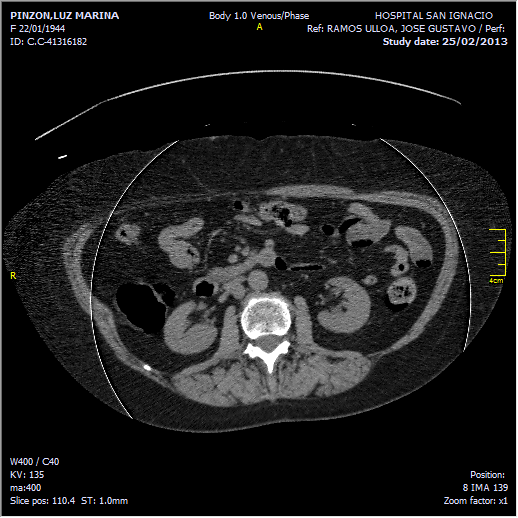 PINZON,LUZ MARINA
F 22/01/1944
ID: C.C-41316182
Body 1.0 Venous/Phase
A
HOSPITAL SAN IGNACIO
Ref: RAMOS ULLOA, JOSE GUSTAVO / Perf:
Study date: 25/02/2013
R
4cm
W400 / C40
KV: 135
ma:400
Slice pos: 110.4 ST: 1.0mm
Position:
8 IMA 139
Zoom factor: x1